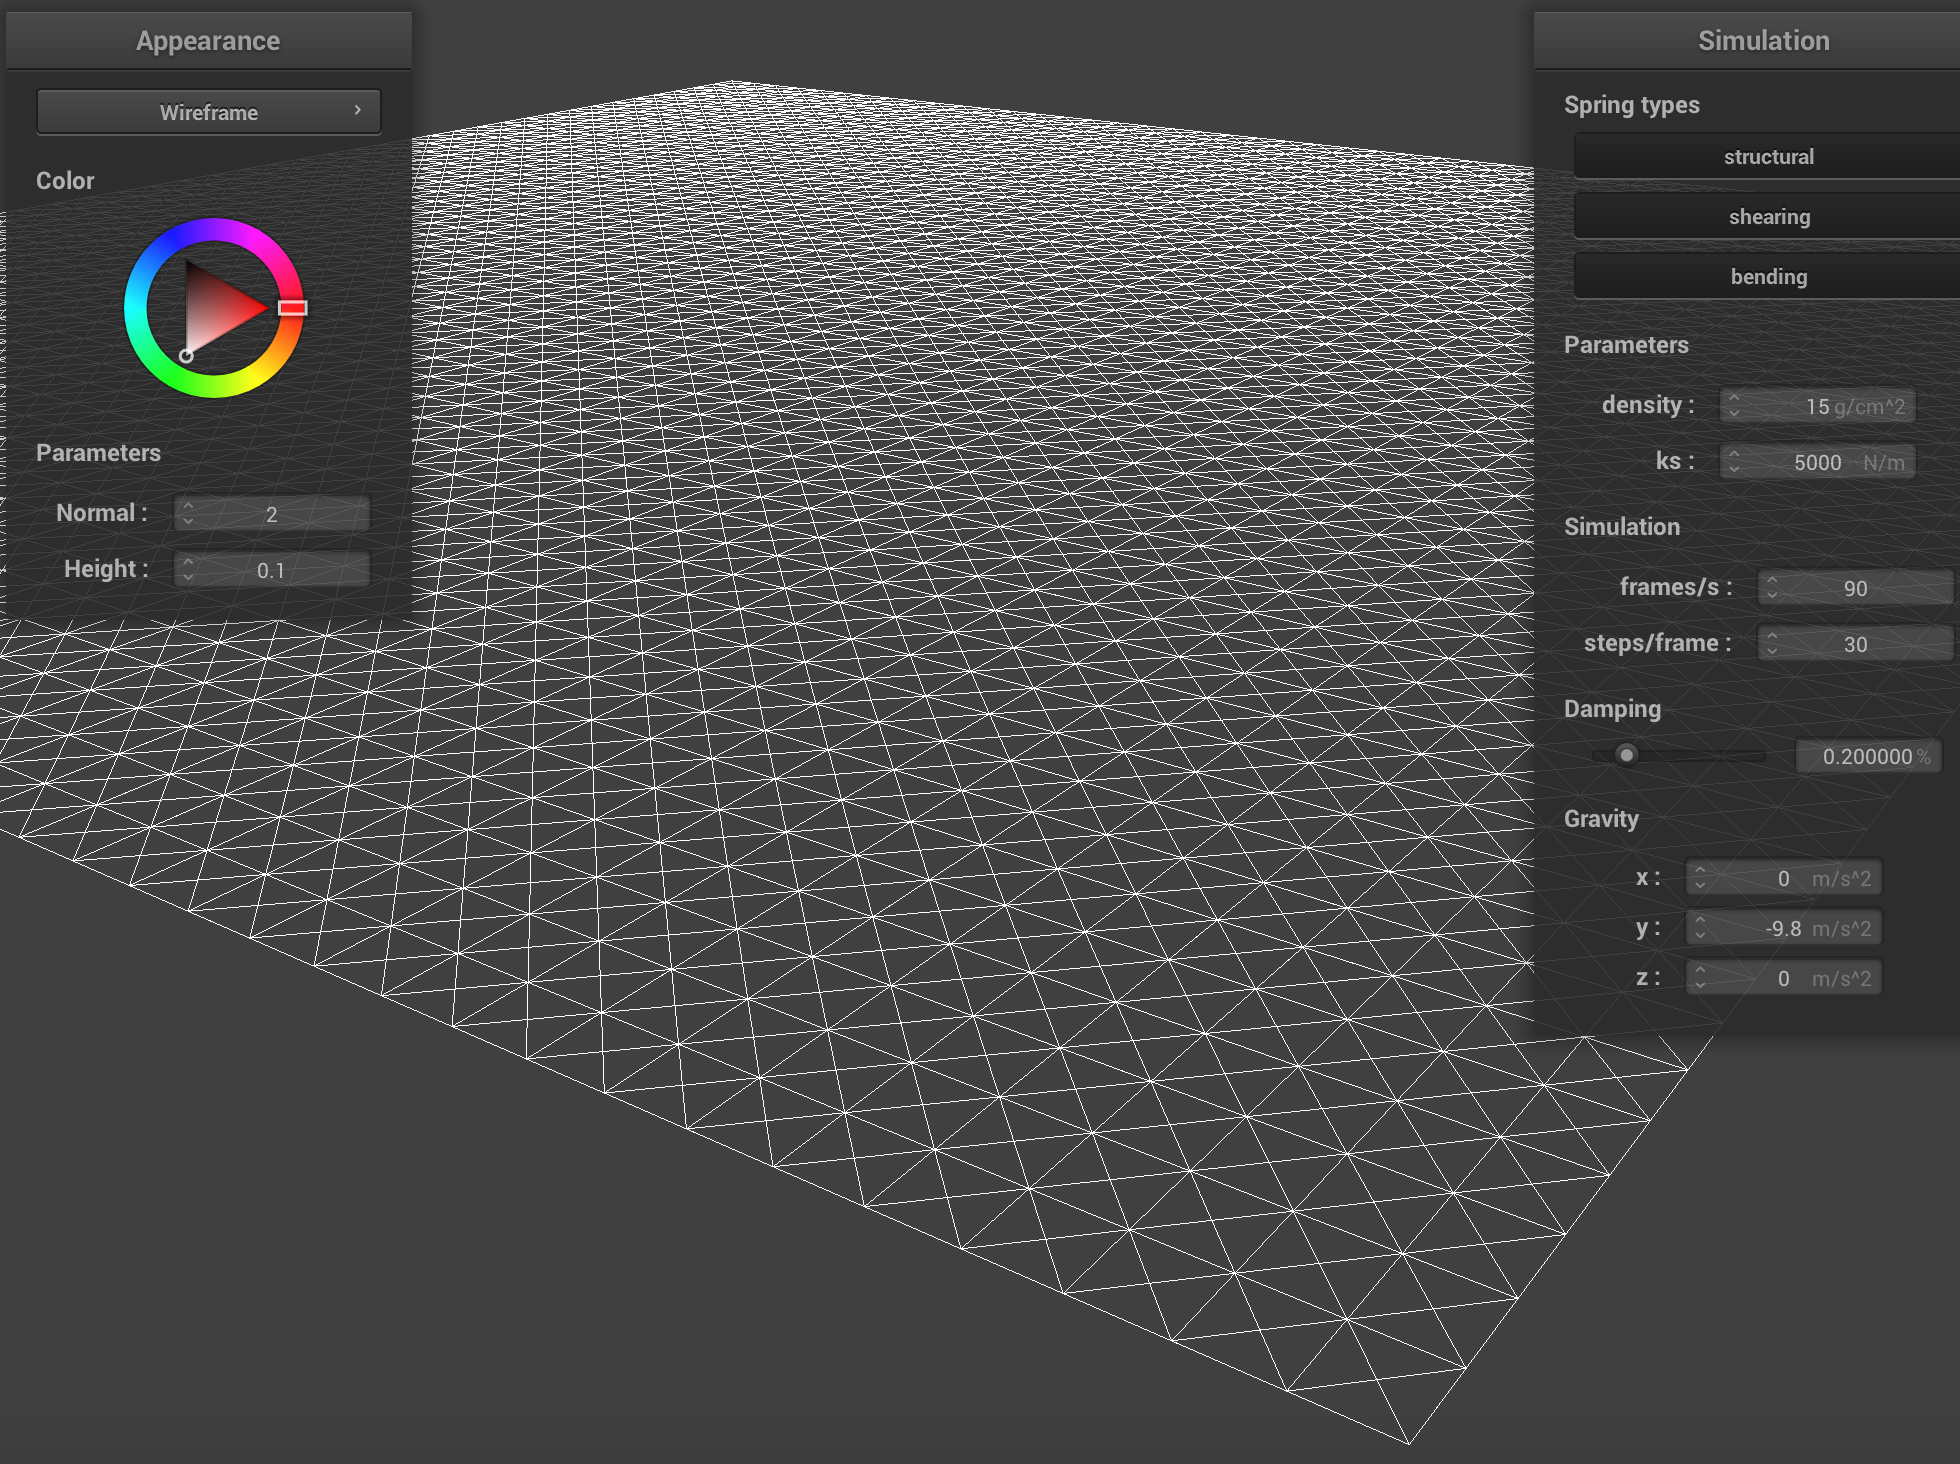 Appearance
Wireframe ›
Color
Parameters
Normal : 2
Height : 0.1
Simulation
Spring types
structural
shearing
bending
Parameters
density : 15 g/cm^2
ks : 5000 N/m
Simulation
frames/s : 90
steps/frame : 30
Damping
0.200000 %
Gravity
x : 0 m/s^2
y : -9.8 m/s^2
z : 0 m/s^2